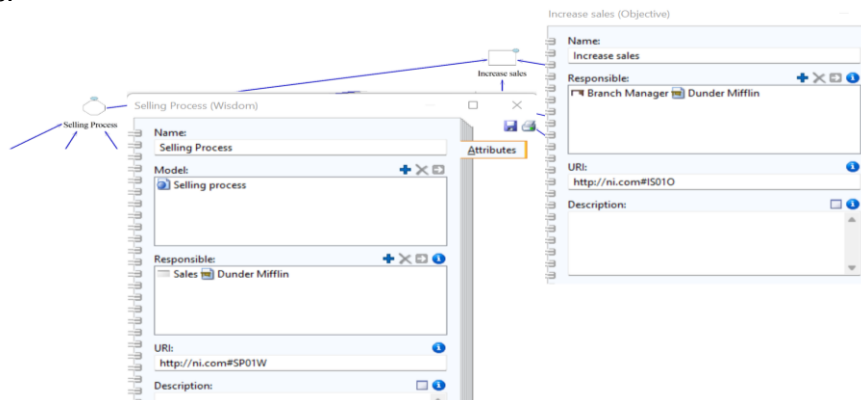 Increase sales (Objective)
Name:
Increase sales
Responsible:
Branch Manager Dunder Mifflin
URI:
http://ni.com#IS01O
Description:
Increase sales
Selling Process
Selling Process (Wisdom)
Attributes
Name:
Selling Process
Model:
Selling process
Responsible:
Sales Dunder Mifflin
URI:
http://ni.com#SP01W
Description: